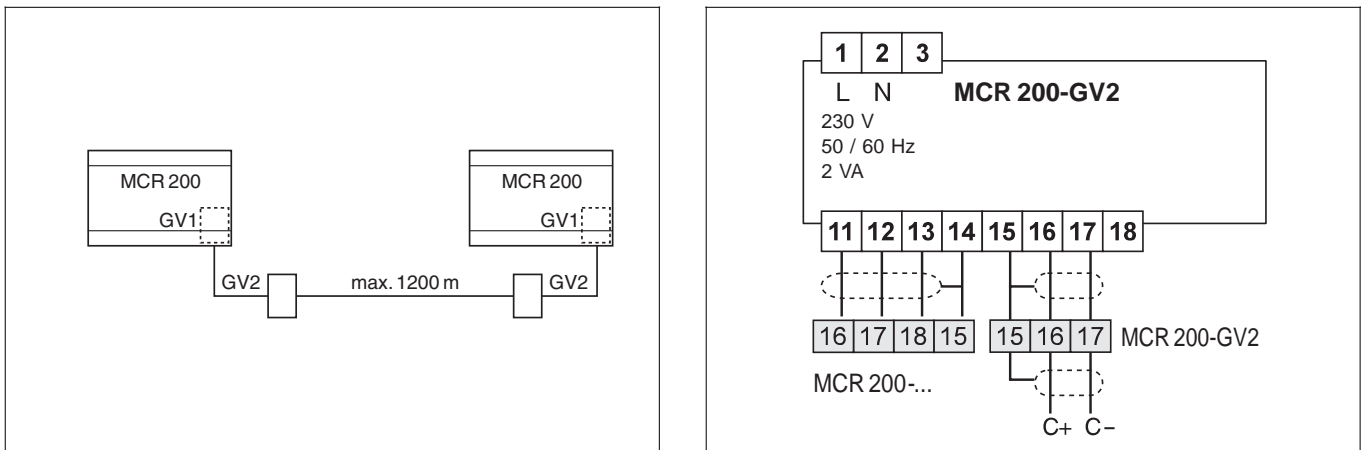 MCR 200 MCR 200
GV1 GV1
GV2 max. 1200 m GV2
1 2 3
L N MCR 200-GV2
230 V
50 / 60 Hz
2 VA
11 12 13 14 15 16 17 18
16 17 18 15 15 16 17 MCR 200-GV2
MCR 200-...
C+ C-